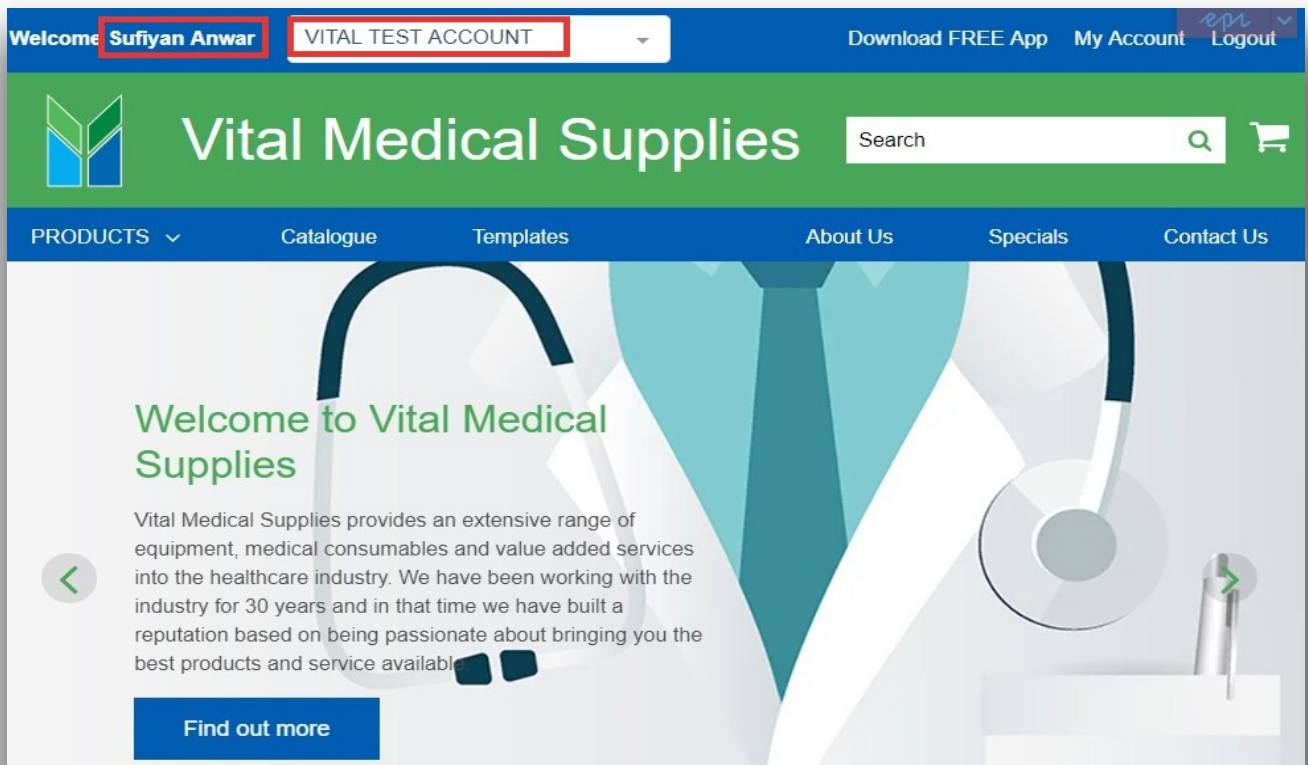 Welcome Sufiyan Anwar VITAL TEST ACCOUNT Download FREE App My Account Logout
epi
Vital Medical Supplies Search
PRODUCTS Catalogue Templates About Us Specials Contact Us
Welcome to Vital Medical
Supplies
Vital Medical Supplies provides an extensive range of
equipment, medical consumables and value added services
into the healthcare industry. We have been working with the
industry for 30 years and in that time we have built a
reputation based on being passionate about bringing you the
best products and service available.
Find out more